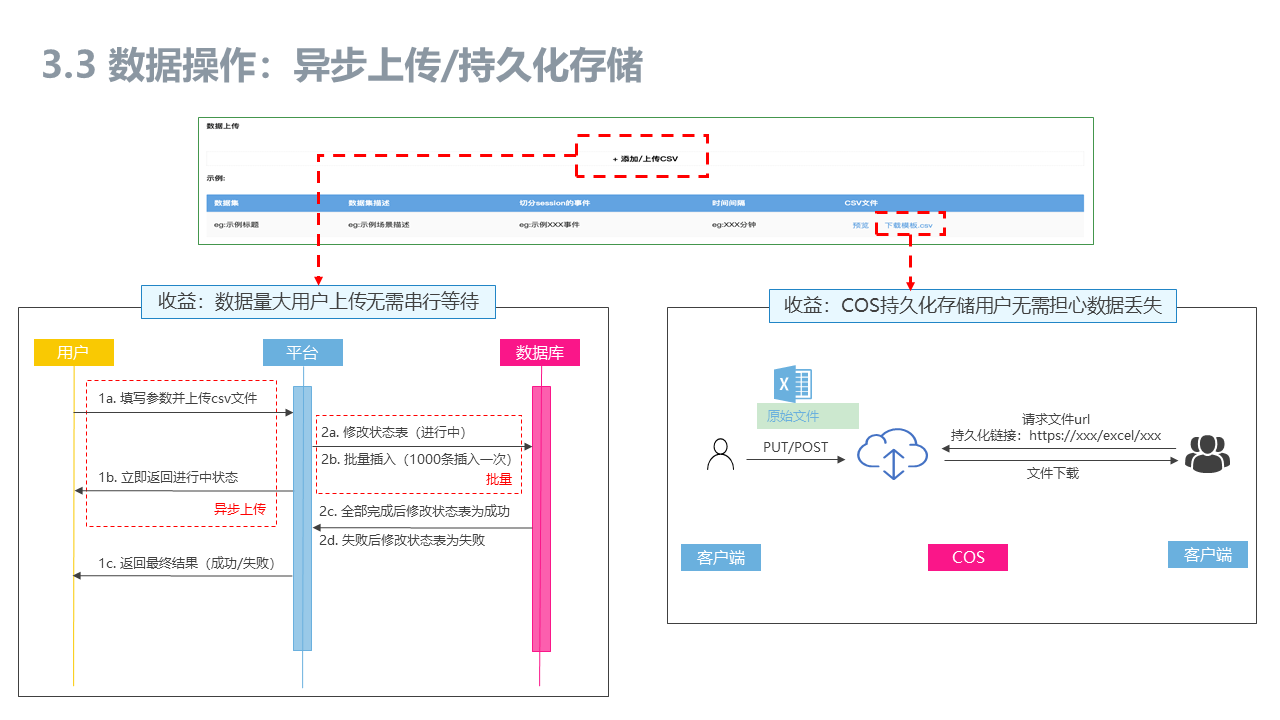 3.3 数据操作：异步上传/持久化存储
数据上传
+ 添加/上传CSV
示例:
数据集 数据集描述 切分session的事件 时间间隔 CSV文件
eg:示例标题 eg:示例场景描述 eg:示例XXX事件 eg:XXX分钟 预览 下载模板.csv
收益：数据量大用户上传无需串行等待
用户 平台 数据库
1a. 填写参数并上传csv文件
2a. 修改状态表（进行中）
2b. 批量插入（1000条插入一次）
批量
1b. 立即返回进行中状态
异步上传
2c. 全部完成后修改状态表为成功
2d. 失败后修改状态表为失败
1c. 返回最终结果（成功/失败）
收益：COS持久化存储用户无需担心数据丢失
X
原始文件
PUT/POST
请求文件url
持久化链接：https://xxx/excel/xxx
文件下载
客户端 COS 客户端